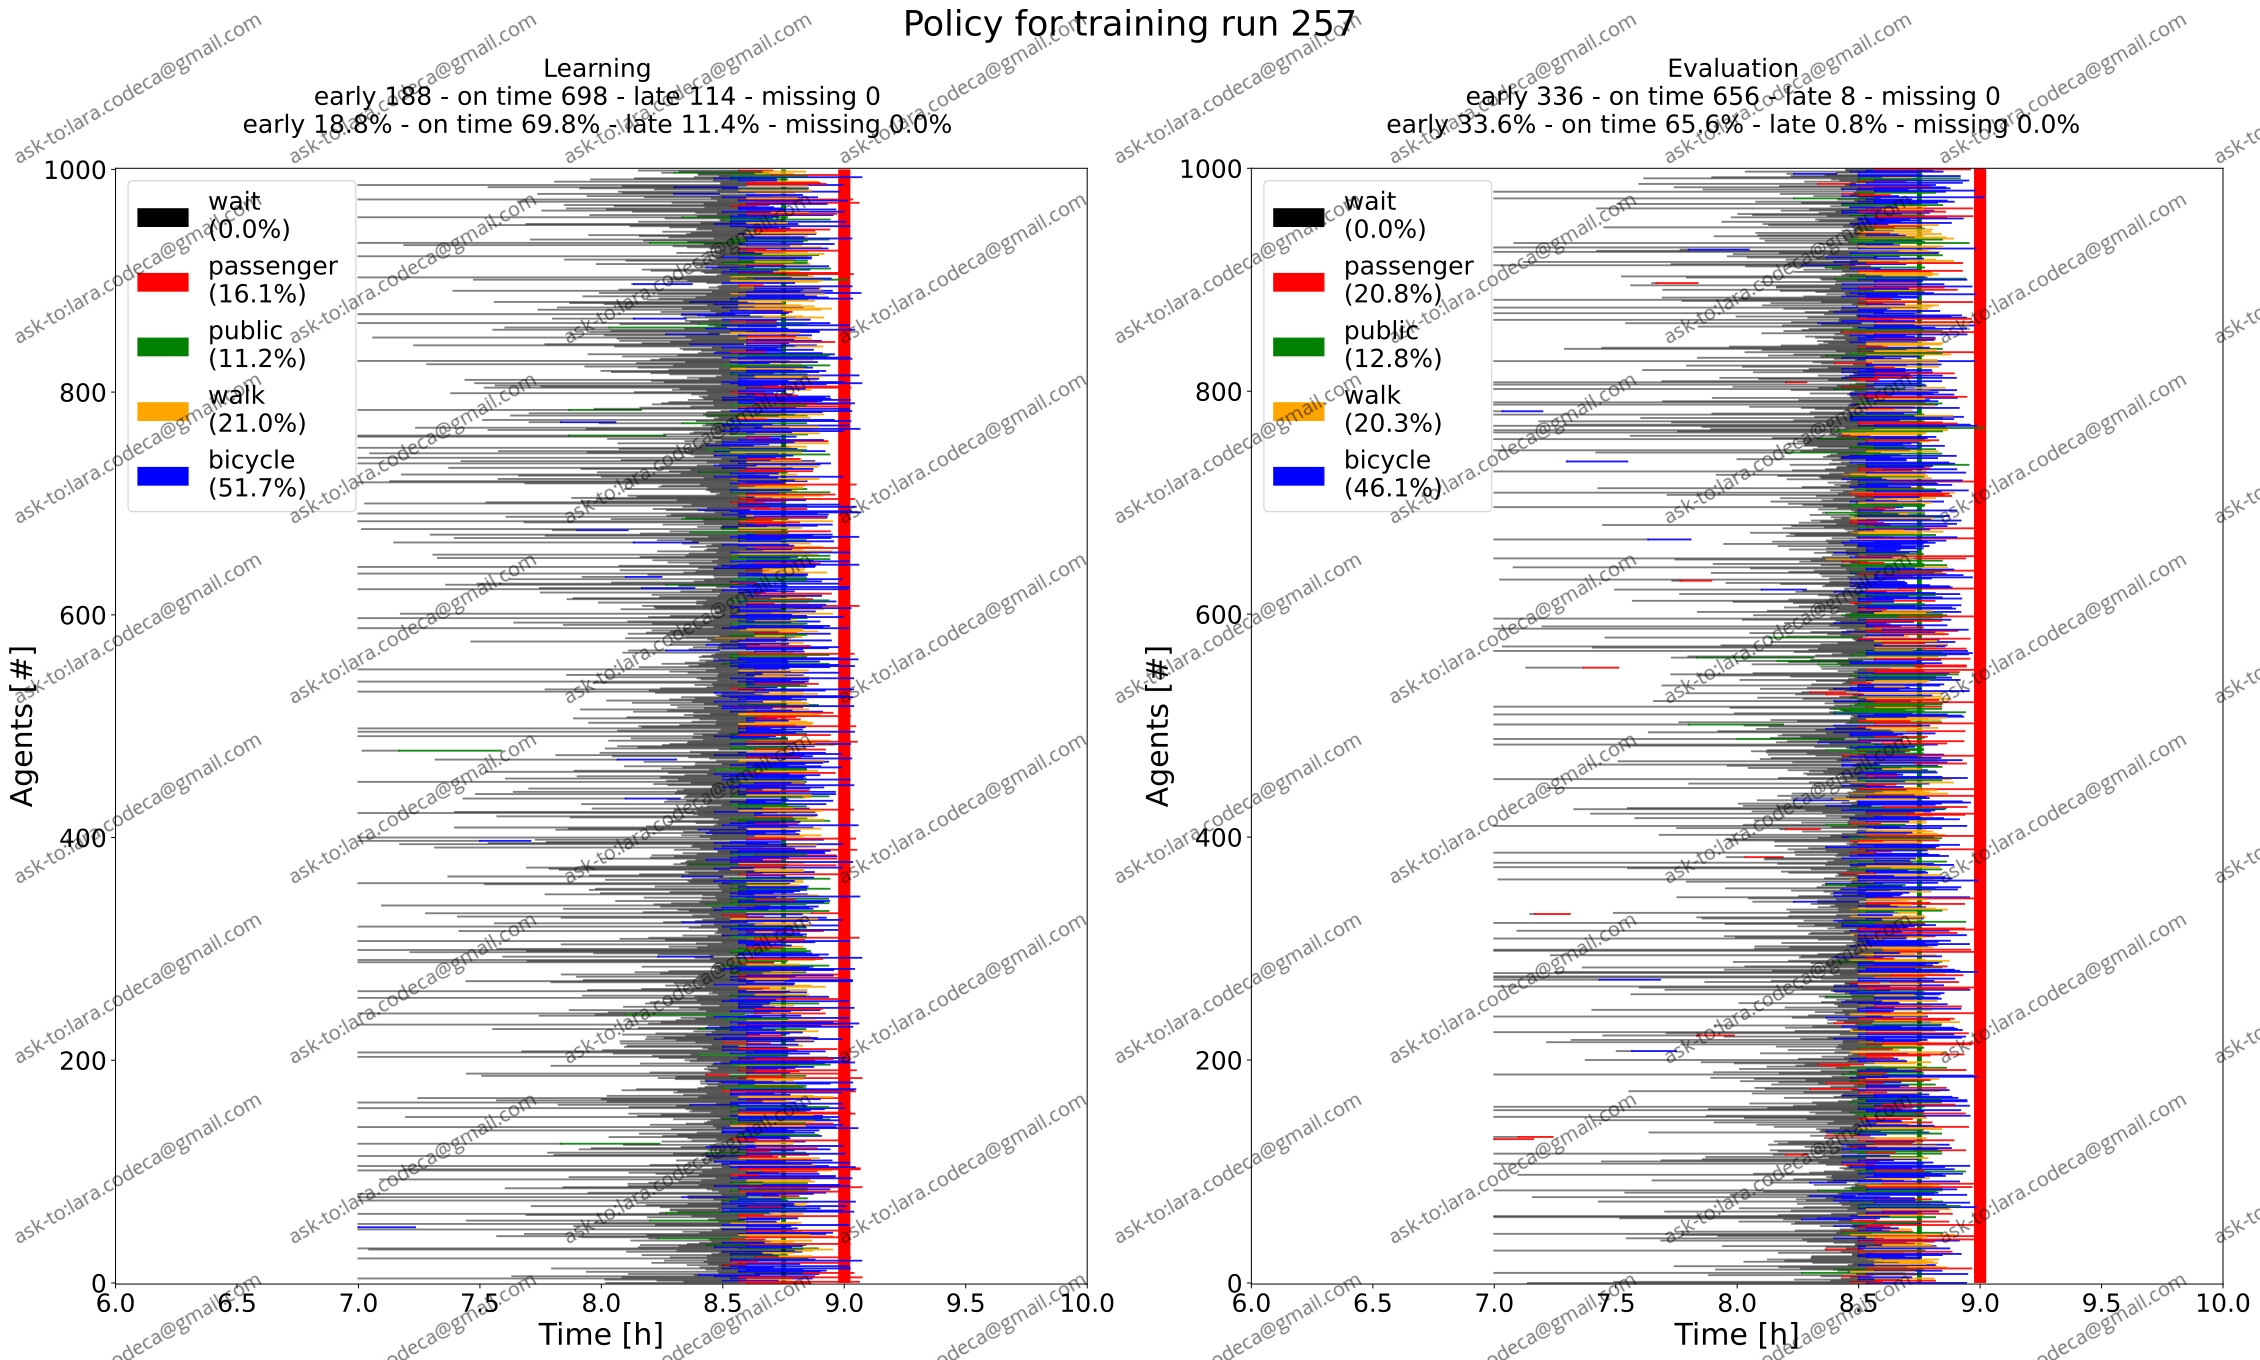 Policy for training run 257
Learning
early 188 - on time 698 - late 114 - missing 0
early 18.8% - on time 69.8% - late 11.4% - missing 0.0%
1000
800
600
400
200
0
Agents [#]
wait
(0.0%)
passenger
(16.1%)
public
(11.2%)
walk
(21.0%)
bicycle
(51.7%)
6.0 6.5 7.0 7.5 8.0 8.5 9.0 9.5 10.0
Time [h]
Evaluation
early 336 - on time 656 - late 8 - missing 0
early 33.6% - on time 65.6% - late 0.8% - missing 0.0%
1000
800
600
400
200
0
Agents [#]
wait
(0.0%)
passenger
(20.8%)
public
(12.8%)
walk
(20.3%)
bicycle
(46.1%)
6.0 6.5 7.0 7.5 8.0 8.5 9.0 9.5 10.0
Time [h]
ask-to:lara.codeca@gmail.com